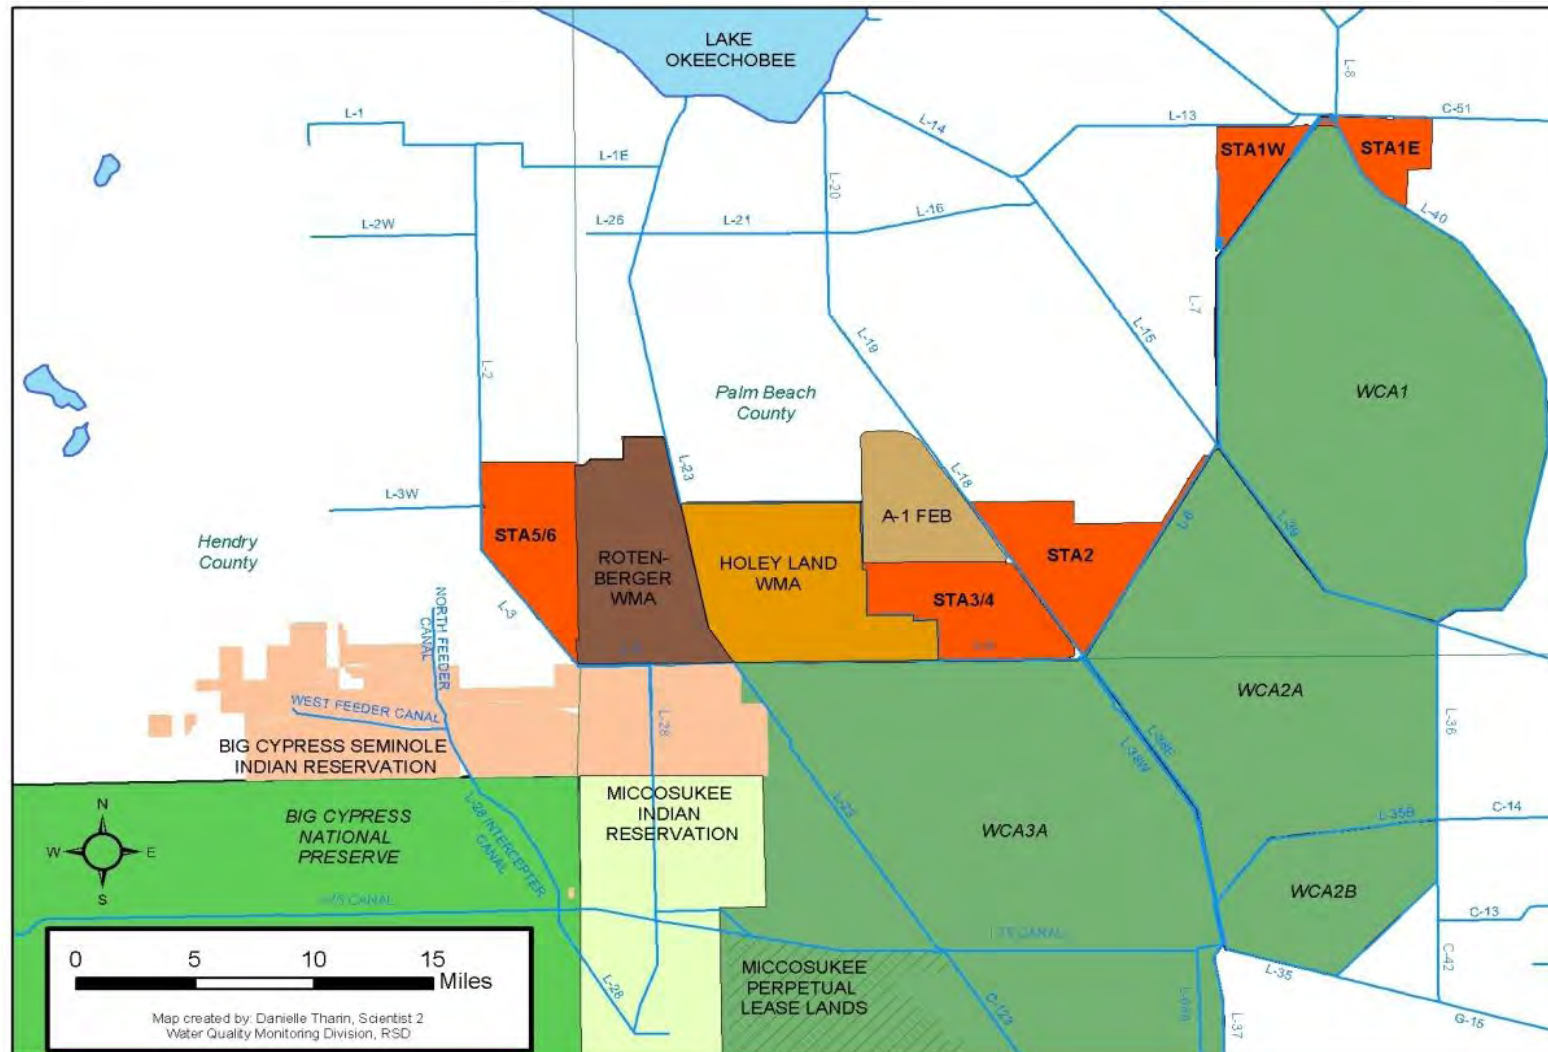 LAKE
OKEECHOBEE
L-8
C-51
L-1
L-14
L-13
STA1W
STA1E
L-1E
L-20
L-40
L-2W
L-26
L-21
L-16
L-7
L-15
L-19
L-2
Palm Beach
County
WCA1
L-23
L-18
L-3W
A-1 FEB
L-39
STA5/6
Hendry
County
ROTEN-
BERGER
WMA
HOLEY LAND
WMA
STA2
STA3/4
L-3
NORTH FEEDER
CANAL
WEST FEEDER CANAL
L-28
BIG CYPRESS SEMINOLE
INDIAN RESERVATION
WCA2A
L-36
L-38E
L-38W
MICCOSUKEE
INDIAN
RESERVATION
N
W
E
S
BIG CYPRESS
NATIONAL
PRESERVE
L-28 INTERCEPTER
CANAL
WCA3A
L-35B
C-14
WCA2B
C-13
C-42
MICCOSUKEE
PERPETUAL
LEASE LANDS
L-28
C-123
L-35
L-37
G-15
0 5 10 15
Miles
Map created by: Danielle Tharin, Scientist 2
Water Quality Monitoring Division, RSD